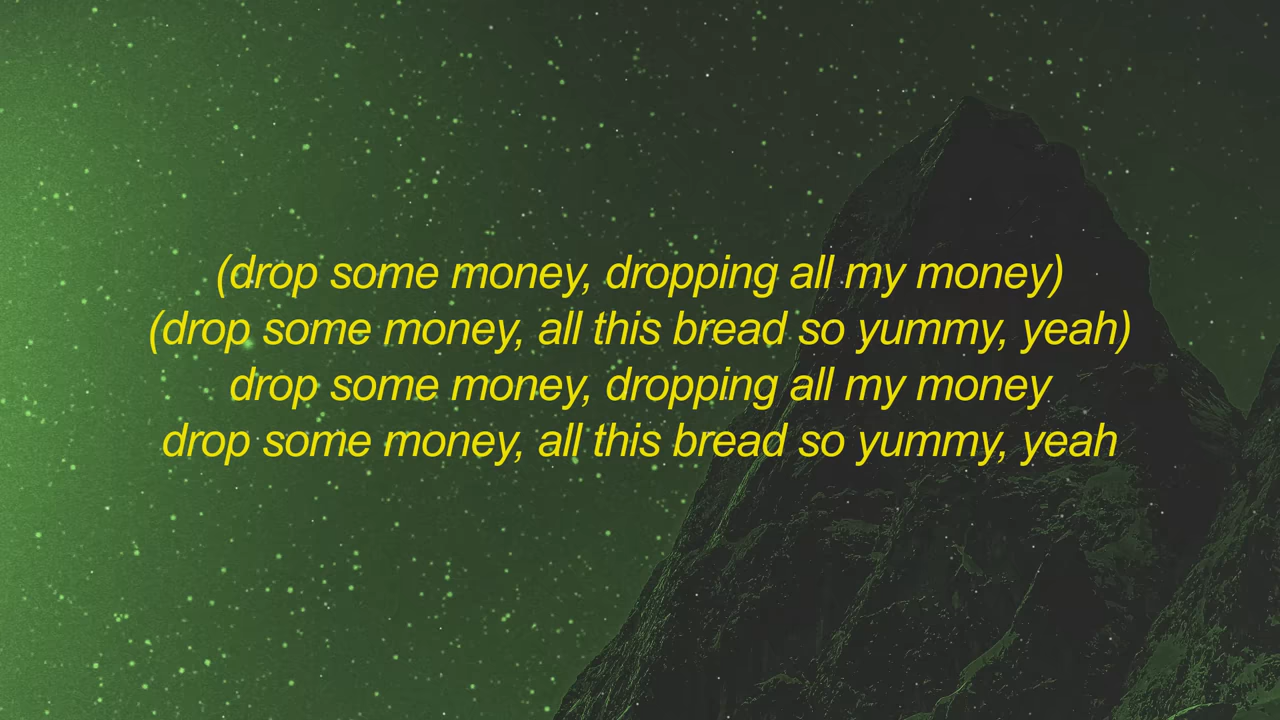 (drop some money, dropping all my money)
(drop some money, all this bread so yummy, yeah)
drop some money, dropping all my money
drop some money, all this bread so yummy, yeah